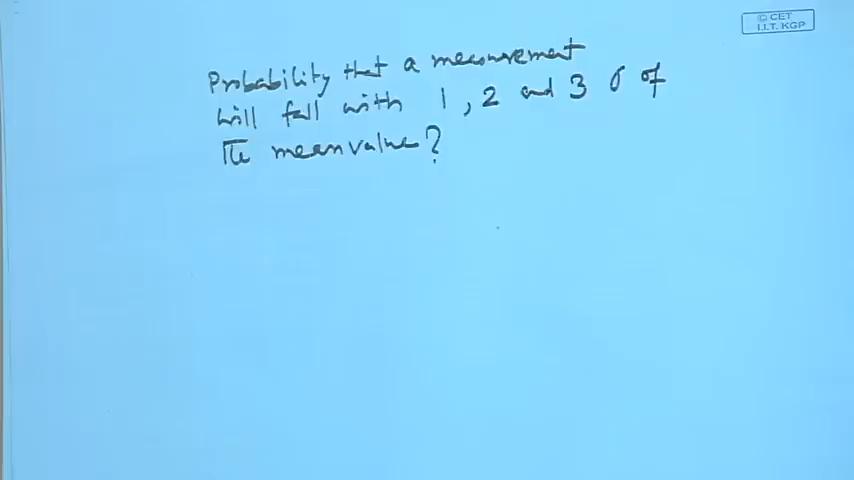 © CET
I.I.T. KGP
Probability that a measurement
will fall with 1, 2 and 3 σ of
the mean value?